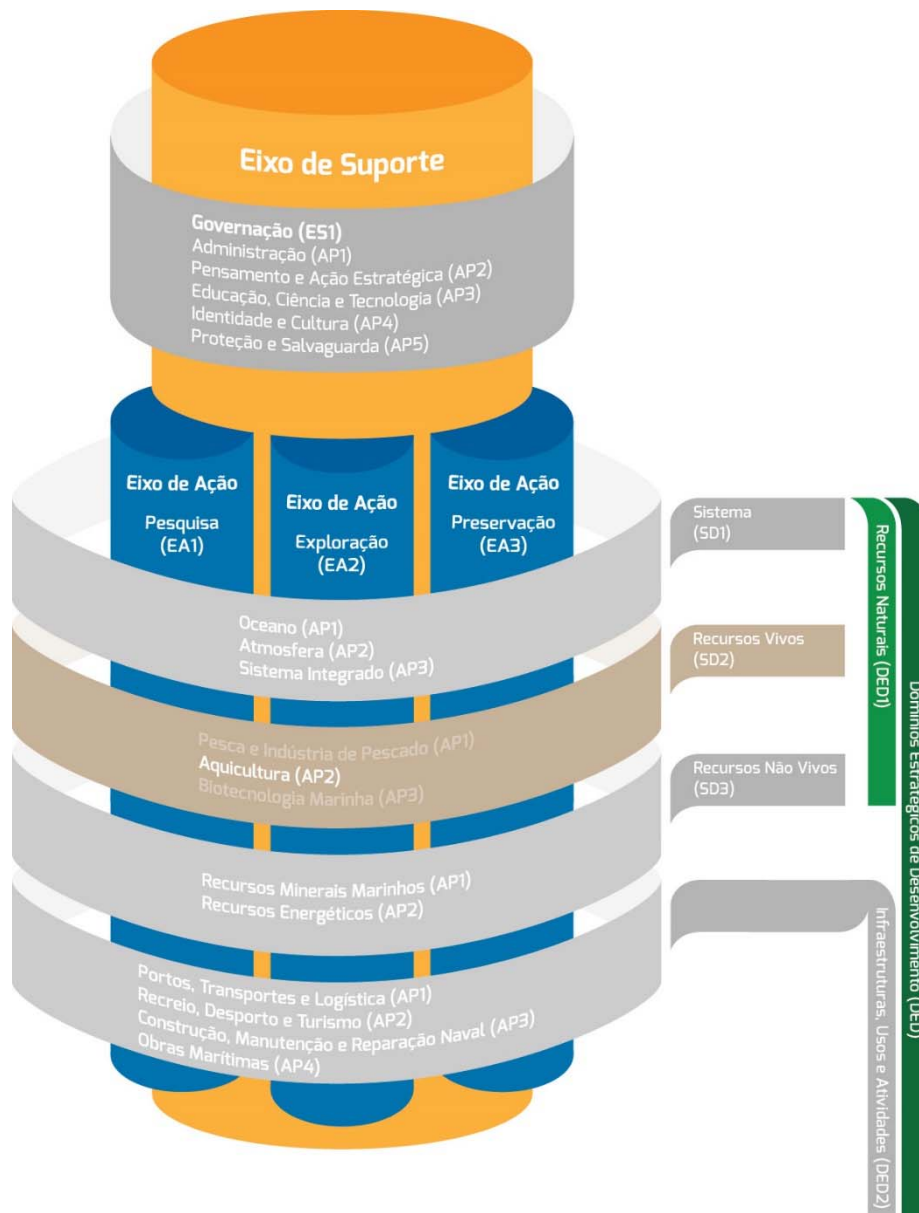 Eixo de Suporte
Governação (ES1)
Administração (AP1)
Pensamento e Ação Estratégica (AP2)
Educação, Ciência e Tecnologia (AP3)
Identidade e Cultura (AP4)
Proteção e Salvaguarda (AP5)
Eixo de Ação
Pesquisa
(EA1)
Eixo de Ação
Exploração
(EA2)
Eixo de Ação
Preservação
(EA3)
Oceano (AP1)
Atmosfera (AP2)
Sistema Integrado (AP3)
Pesca e Indústria de Pescado (AP1)
Aquicultura (AP2)
Biotecnologia Marinha (AP3)
Recursos Minerais Marinhos (AP1)
Recursos Energéticos (AP2)
Portos, Transportes e Logística (AP1)
Recreio, Desporto e Turismo (AP2)
Construção, Manutenção e Reparação Naval (AP3)
Obras Marítimas (AP4)
Sistema
(SD1)
Recursos Vivos
(SD2)
Recursos Não Vivos
(SD3)
Recursos Naturais (DED1)
Infraestruturas, Usos e Atividades (DED2)
Domínios Estratégicos de Desenvolvimento (DED)